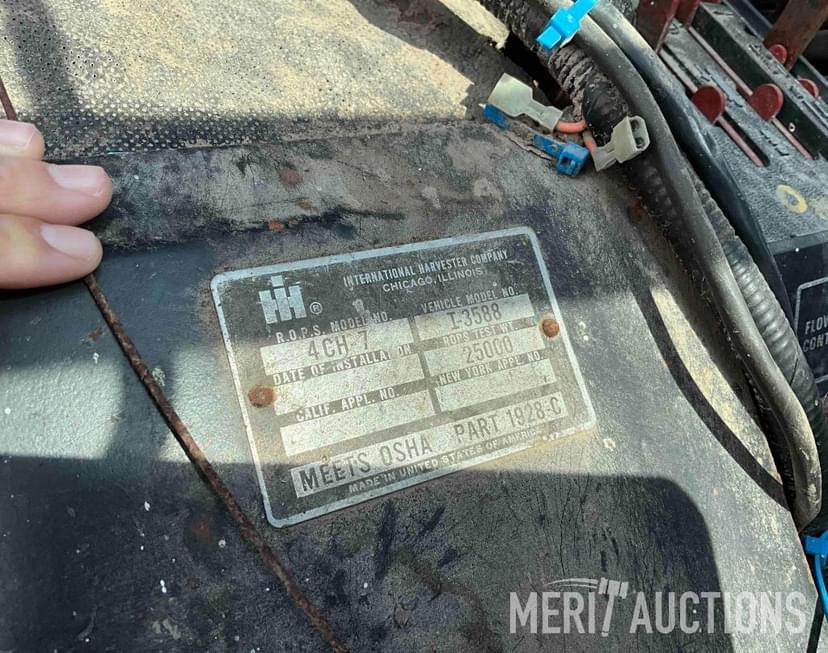 IH ®
INTERNATIONAL HARVESTER COMPANY
CHICAGO, ILLINOIS
R.O.P.S. MODEL NO.
4CH 7
VEHICLE MODEL NO.
I-3588
DATE OF INSTALLATION
ROPS TEST WT.
25000
CALIF. APPL. NO.
NEW YORK APPL. NO.
MEETS OSHA PART 1928-C
MADE IN UNITED STATES OF AMERICA
FLOW
CONT
MERIT AUCTIONS